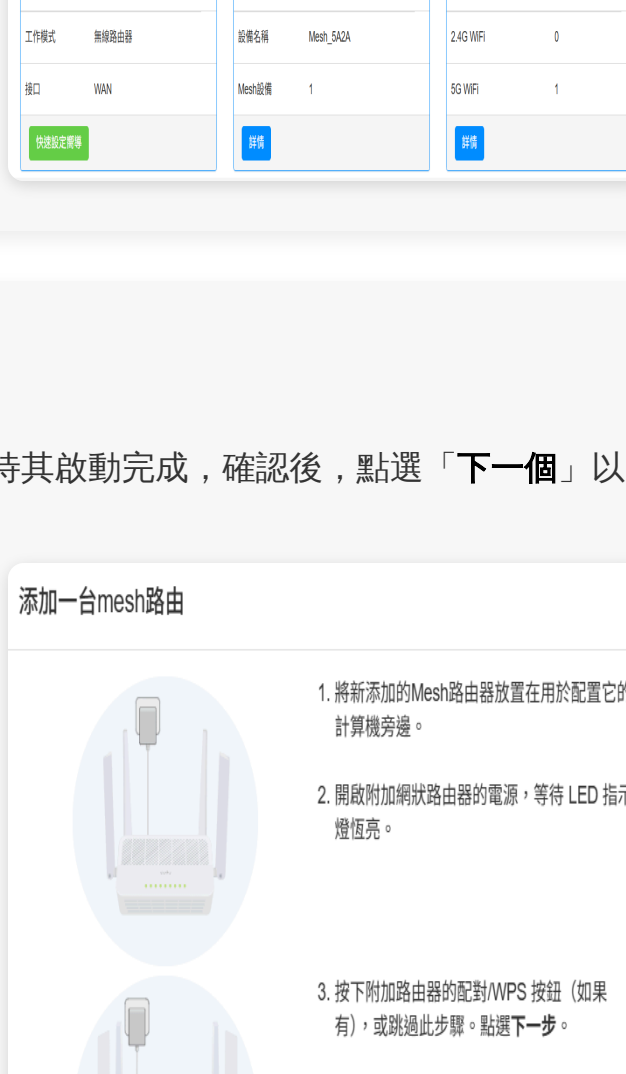 工作模式 無線路由器 設備名稱 Mesh_5A2A 2.4G WiFi 0
接口 WAN Mesh設備 1 5G WiFi 1
快速設定嚮導 詳情 詳情
待其啟動完成，確認後，點選「下一個」以
添加一台mesh路由
1. 將新添加的Mesh路由器放置在用於配置它的
計算機旁邊。
2. 開啟附加網狀路由器的電源，等待 LED 指示
燈恆亮。
3. 按下附加路由器的配對/WPS 按鈕（如果
有），或跳過此步驟。點選下一步。